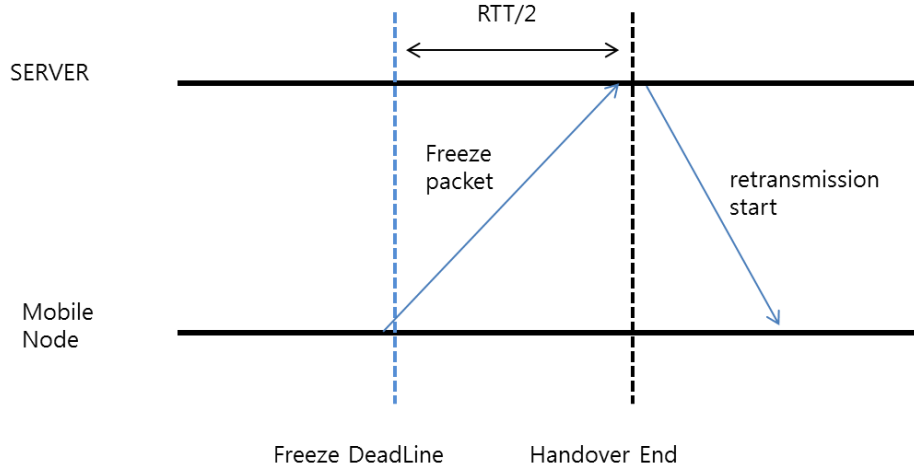 RTT/2
SERVER
Freeze
packet
retransmission
start
Mobile
Node
Freeze DeadLine
Handover End